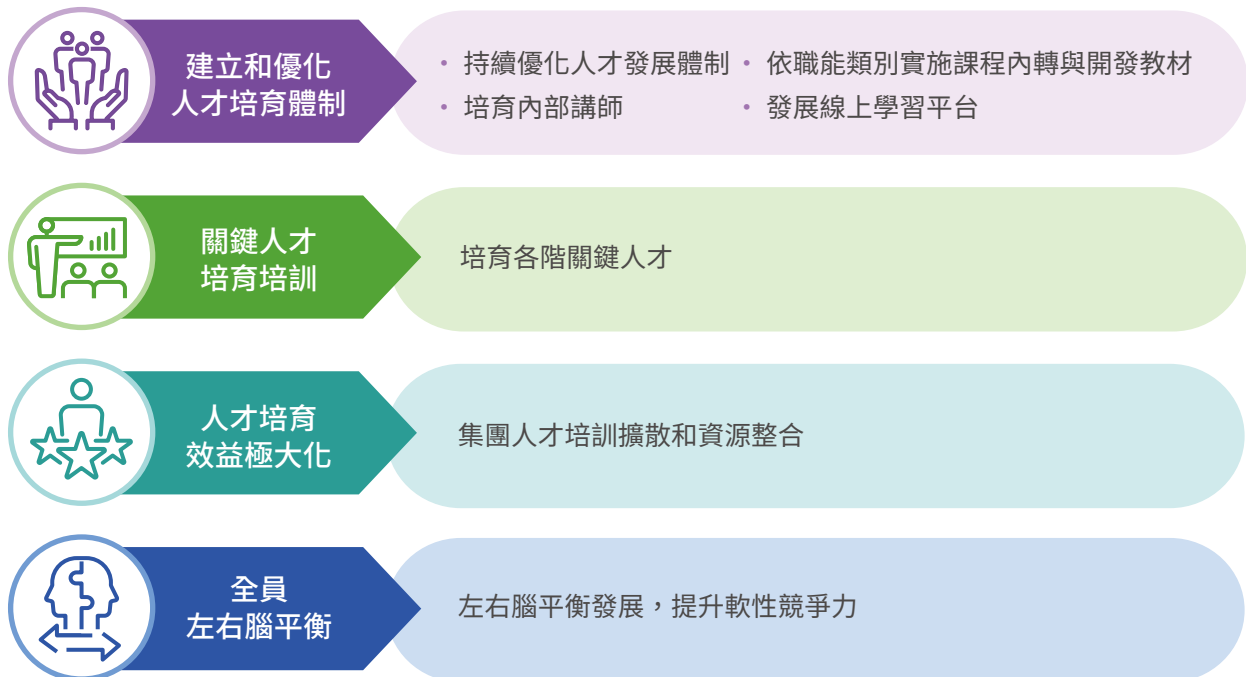 建立和優化
人才培育體制
• 持續優化人才發展體制 • 依職能類別實施課程內轉與開發教材
• 培育內部講師 • 發展線上學習平台
關鍵人才
培育培訓
培育各階關鍵人才
人才培育
效益極大化
集團人才培訓擴散和資源整合
全員
左右腦平衡
左右腦平衡發展，提升軟性競爭力